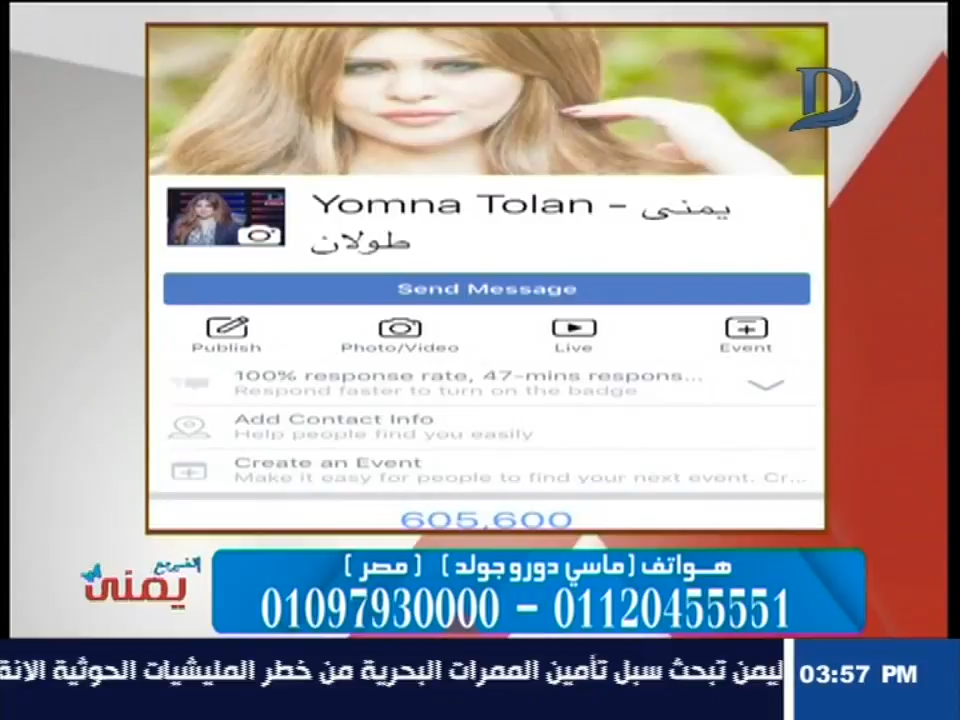 D
Yomna Tolan – يمنى
طولان
Send Message
Publish
Photo/Video
Live
Event
100% response rate, 47-mins respons...
Respond faster to turn on the badge
Add Contact Info
Help people find you easily
Create an Event
Make it easy for people to find your next event. Cr...
605,600
هـواتف (ماسي دورو جولد) (مصر)
01097930000 – 01120455551
يمنى
ليمن تبحث سبل تأمين الممرات البحرية من خطر المليشيات الحوثية الانق
03:57 PM